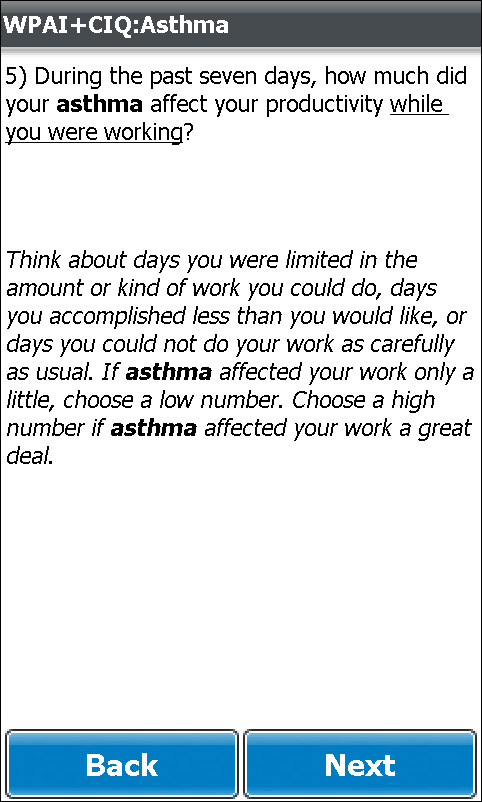 WPAI+CIQ:Asthma
5) During the past seven days, how much did
your asthma affect your productivity while
you were working?
Think about days you were limited in the
amount or kind of work you could do, days
you accomplished less than you would like, or
days you could not do your work as carefully
as usual. If asthma affected your work only a
little, choose a low number. Choose a high
number if asthma affected your work a great
deal.
Back Next